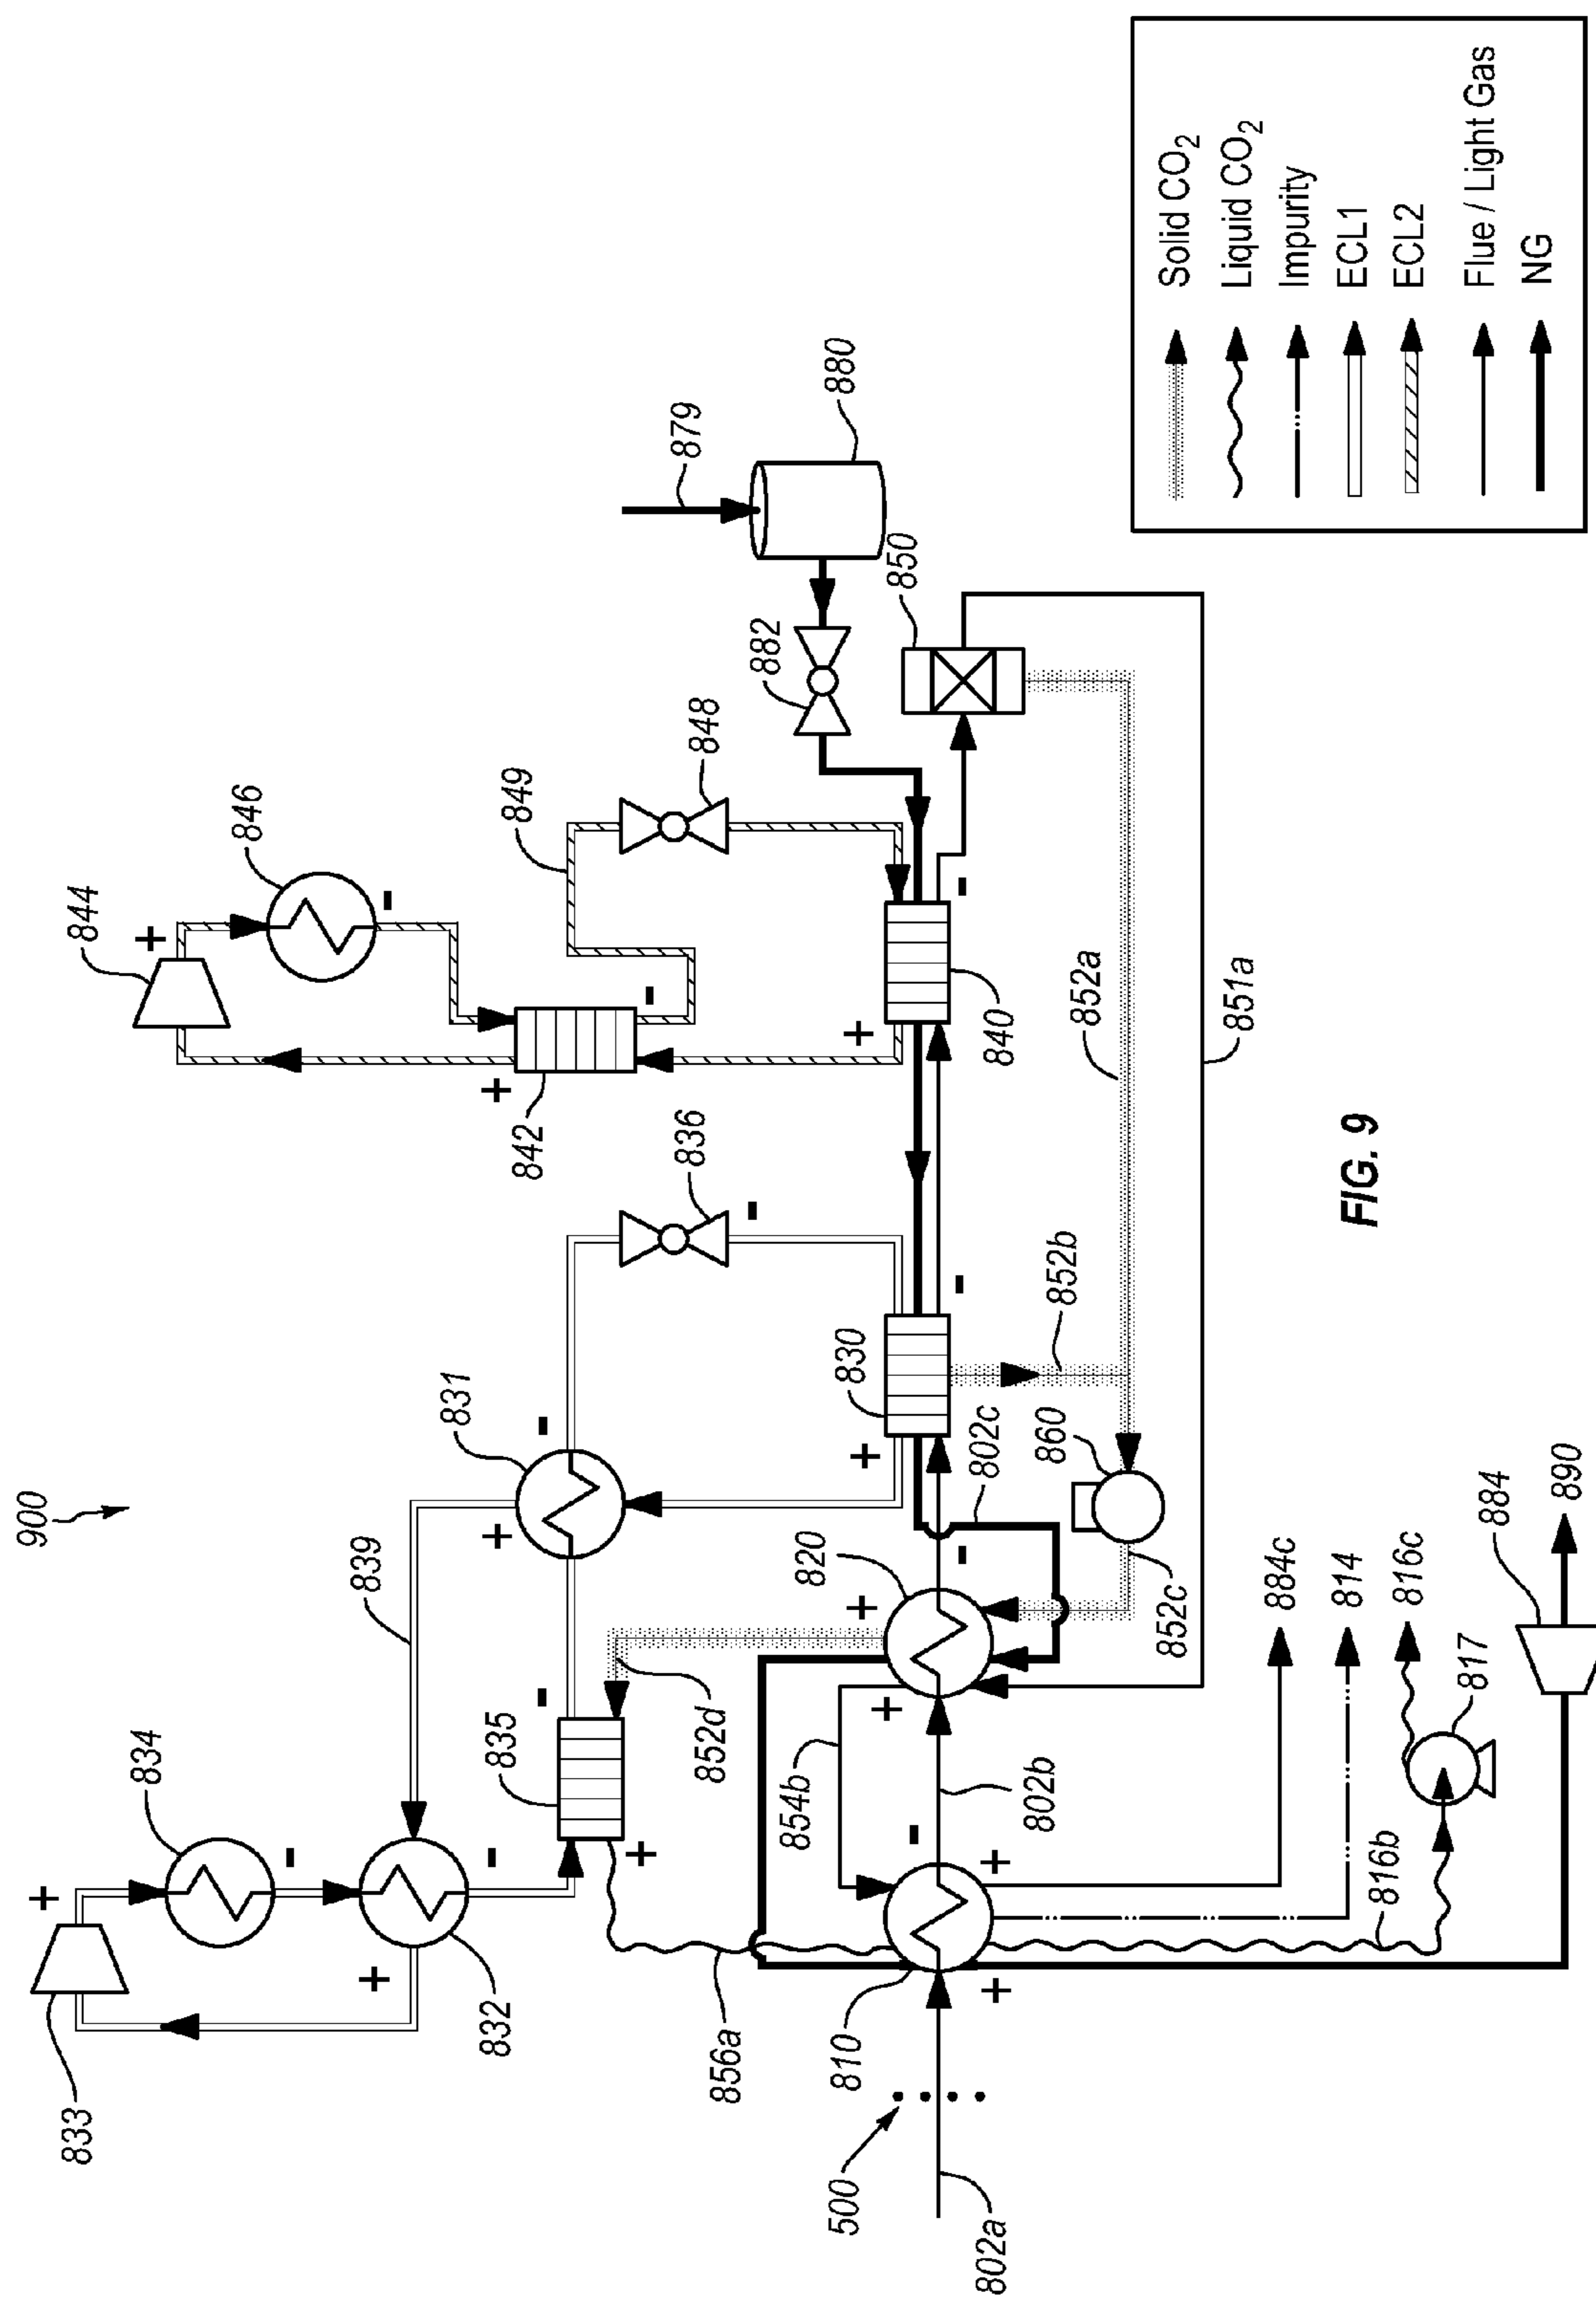 900
833
834
832
839
831
835
852d
836
844
846
842
849
848
879
880
882
850
840
830
820
802c
860
852b
852a
851a
852c
854b
802b
856a
810
500
802a
816b
817
884c
814
816c
884
890
+
-
+
-
+
-
+
-
+
-
+
-
+
-
+
-
+
-
+
-
+
-
+
+
-
FIG. 9
Solid CO₂
Liquid CO₂
Impurity
ECL1
ECL2
Flue / Light Gas
NG